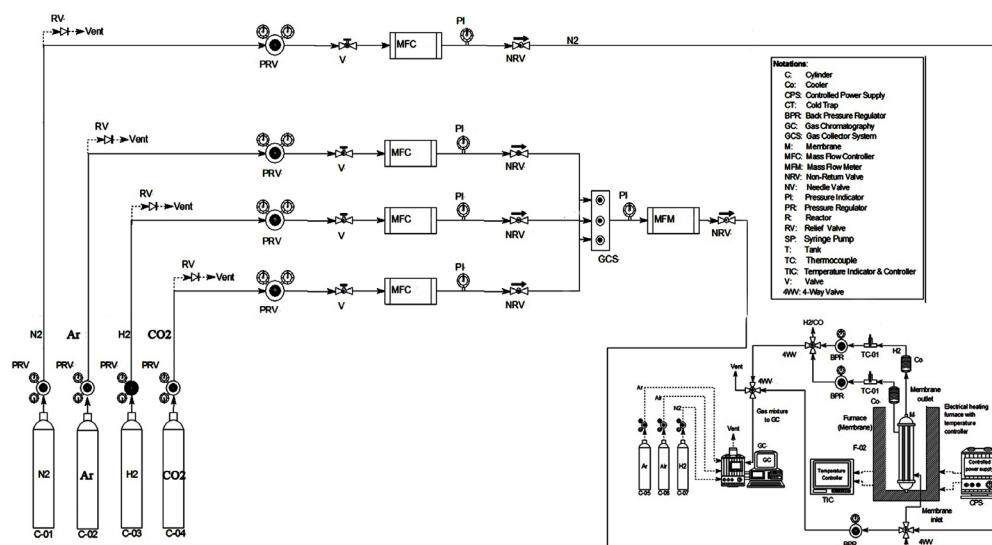 RV
Vent
PRV
V
MFC
PI
NRV
N2
RV
Vent
PRV
V
MFC
PI
NRV
RV
Vent
PRV
V
MFC
PI
NRV
GCS
PI
MFM
NRV
RV
Vent
PRV
V
MFC
PI
NRV
Notations:
C: Cylinder
Co: Cooler
CPS: Controlled Power Supply
CT: Cold Trap
BPR: Back Pressure Regulator
GC: Gas Chromatography
GCS: Gas Collector System
M: Membrane
MFC: Mass Flow Controller
MFM: Mass Flow Meter
NRV: Non-Return Valve
NV: Needle Valve
PI: Pressure Indicator
PR: Pressure Regulator
R: Reactor
RV: Relief Valve
SP: Syringe Pump
T: Tank
TC: Thermocouple
TIC: Temperature Indicator & Controller
V: Valve
4WV: 4-Way Valve
N2
Ar
H2
CO2
PRV
PRV
PRV
PRV
N2
Ar
H2
CO2
C-01
C-02
C-03
C-04
H2/CO
4WV
BPR
TC-01
H2
Co
BPR
TC-01
Co
Membrane
outlet
Vent
4WV
Gas mixture
to GC
Ar
Air
N2
Vent
GC
GC
Ar
Air
H2
C-05
C-06
C-07
Furnace
(Membrane)
F-02
M
Electrical heating
furnace with
temperature
controller
Temperature
Controller
TIC
Controlled
power supply
CPS
Membrane
inlet
BPR
4WV